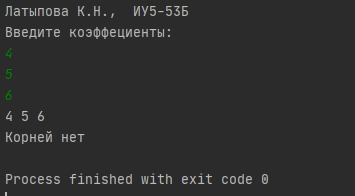 Латыпова К.Н.,  ИУ5-53Б
Введите коэффециенты:
4
5
6
4 5 6
Корней нет
Process finished with exit code 0